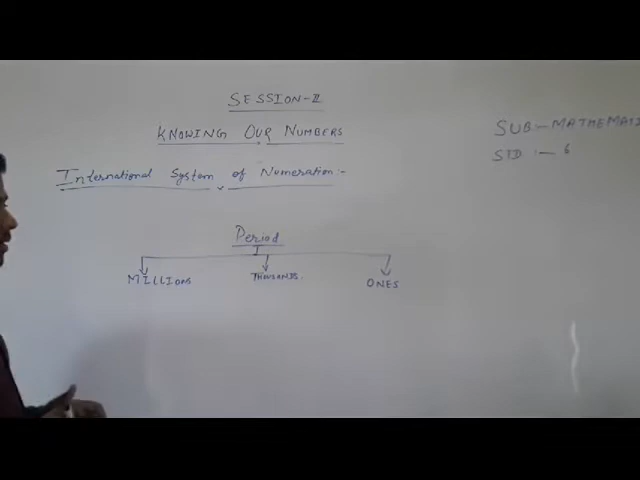 SESSION-II
KNOWING OUR NUMBERS
SUB:- MATHEMATI
STD :- 6
International System of Numeration:-
Period
MILLIONS THOUSANDS. ONES